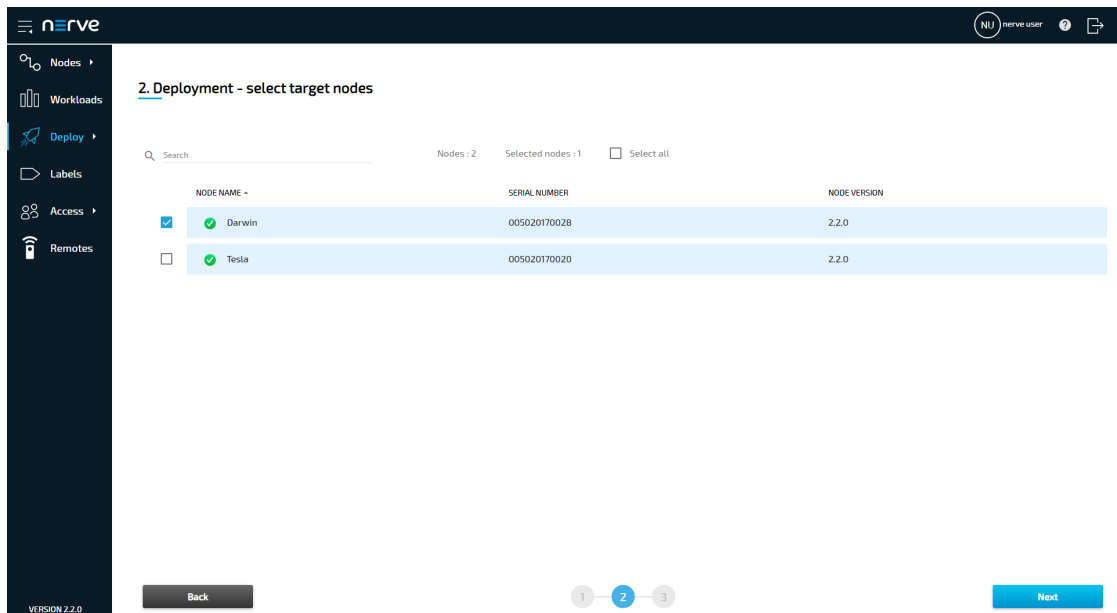 nerve
NU nerve user ?
Nodes
Workloads
Deploy
Labels
Access
Remotes
VERSION 2.2.0
2. Deployment - select target nodes
Search Nodes : 2 Selected nodes : 1 Select all
NODE NAME SERIAL NUMBER NODE VERSION
Darwin 005020170028 2.2.0
Tesla 005020170020 2.2.0
Back 1 2 3 Next